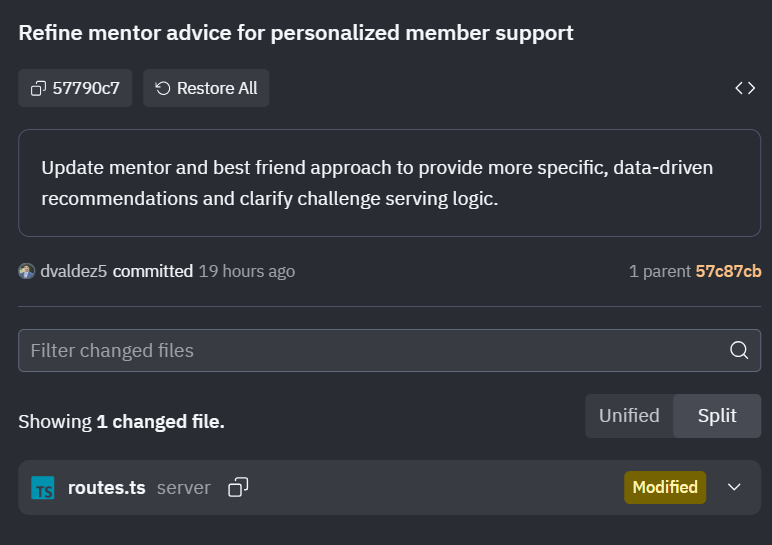 Refine mentor advice for personalized member support
57790c7 Restore All
Update mentor and best friend approach to provide more specific, data-driven
recommendations and clarify challenge serving logic.
dvaldez5 committed 19 hours ago 1 parent 57c87cb
Filter changed files
Showing 1 changed file. Unified Split
TS routes.ts server Modified